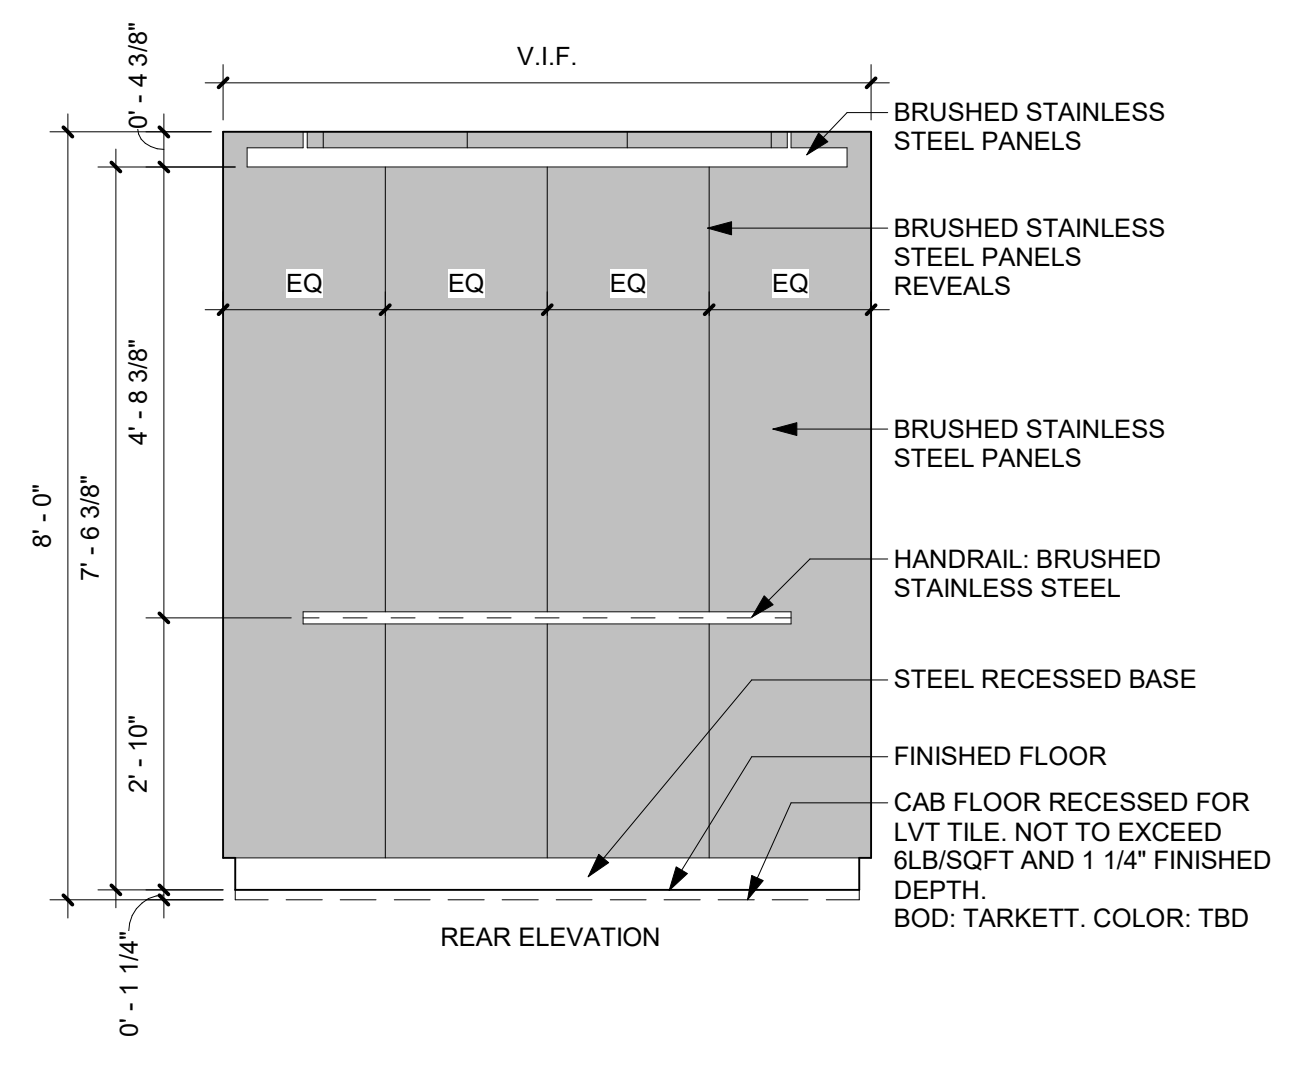 V.I.F.
0' - 4 3/8"
BRUSHED STAINLESS
STEEL PANELS
BRUSHED STAINLESS
STEEL PANELS
REVEALS
EQ EQ EQ EQ
4' - 8 3/8"
BRUSHED STAINLESS
STEEL PANELS
8' - 0"
7' - 6 3/8"
HANDRAIL: BRUSHED
STAINLESS STEEL
STEEL RECESSED BASE
2' - 10"
FINISHED FLOOR
CAB FLOOR RECESSED FOR
LVT TILE. NOT TO EXCEED
6LB/SQFT AND 1 1/4" FINISHED
DEPTH.
BOD: TARKETT. COLOR: TBD
REAR ELEVATION
0' - 1 1/4"